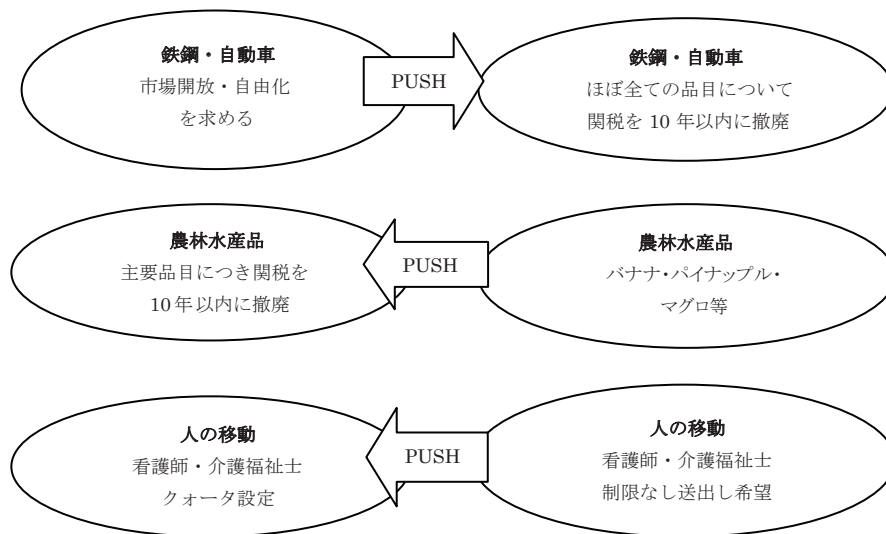 鉄鋼・自動車
市場開放・自由化
を求める
PUSH
鉄鋼・自動車
ほぼ全ての品目について
関税を 10 年以内に撤廃
農林水産品
主要品目につき関税を
10 年以内に撤廃
PUSH
農林水産品
バナナ・パイナップル・
マグロ等
人の移動
看護師・介護福祉士
クォータ設定
PUSH
人の移動
看護師・介護福祉士
制限なし送出し希望